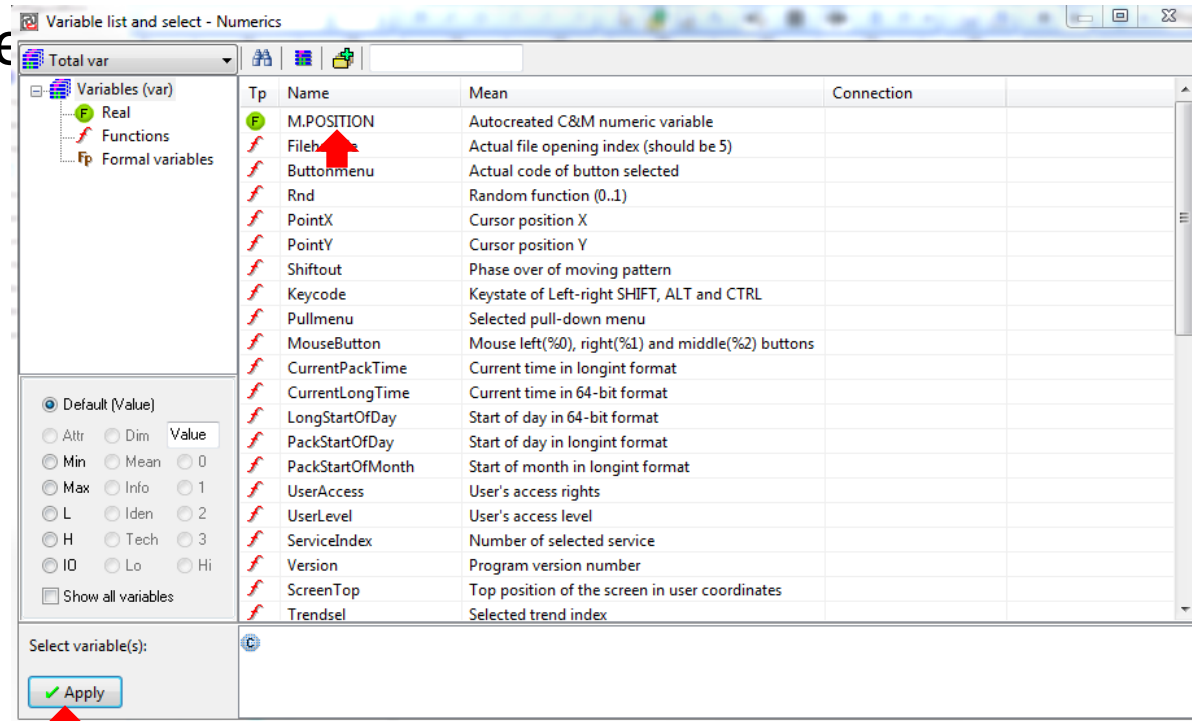 Variable list and select - Numerics
e
Total var
Variables (var)
Real
Functions
Fp Formal variables
Tp Name Mean Connection
F M.POSITION Autocreated C&M numeric variable
f Actual file opening index (should be 5)
f Buttonmenu Actual code of button selected
f Rnd Random function (0..1)
f PointX Cursor position X
f PointY Cursor position Y
f Shiftout Phase over of moving pattern
f Keycode Keystate of Left-right SHIFT, ALT and CTRL
f Pullmenu Selected pull-down menu
f MouseButton Mouse left(%0), right(%1) and middle(%2) buttons
f CurrentPackTime Current time in longint format
f CurrentLongTime Current time in 64-bit format
f LongStartOfDay Start of day in 64-bit format
f PackStartOfDay Start of day in longint format
f PackStartOfMonth Start of month in longint format
f UserAccess User's access rights
f UserLevel User's access level
f ServiceIndex Number of selected service
f Version Program version number
f ScreenTop Top position of the screen in user coordinates
f Trendsel Selected trend index
Default (Value)
Attr Dim Value
Min Mean 0
Max Info 1
L Iden 2
H Tech 3
IO Lo Hi
Show all variables
Select variable(s):
C
Apply